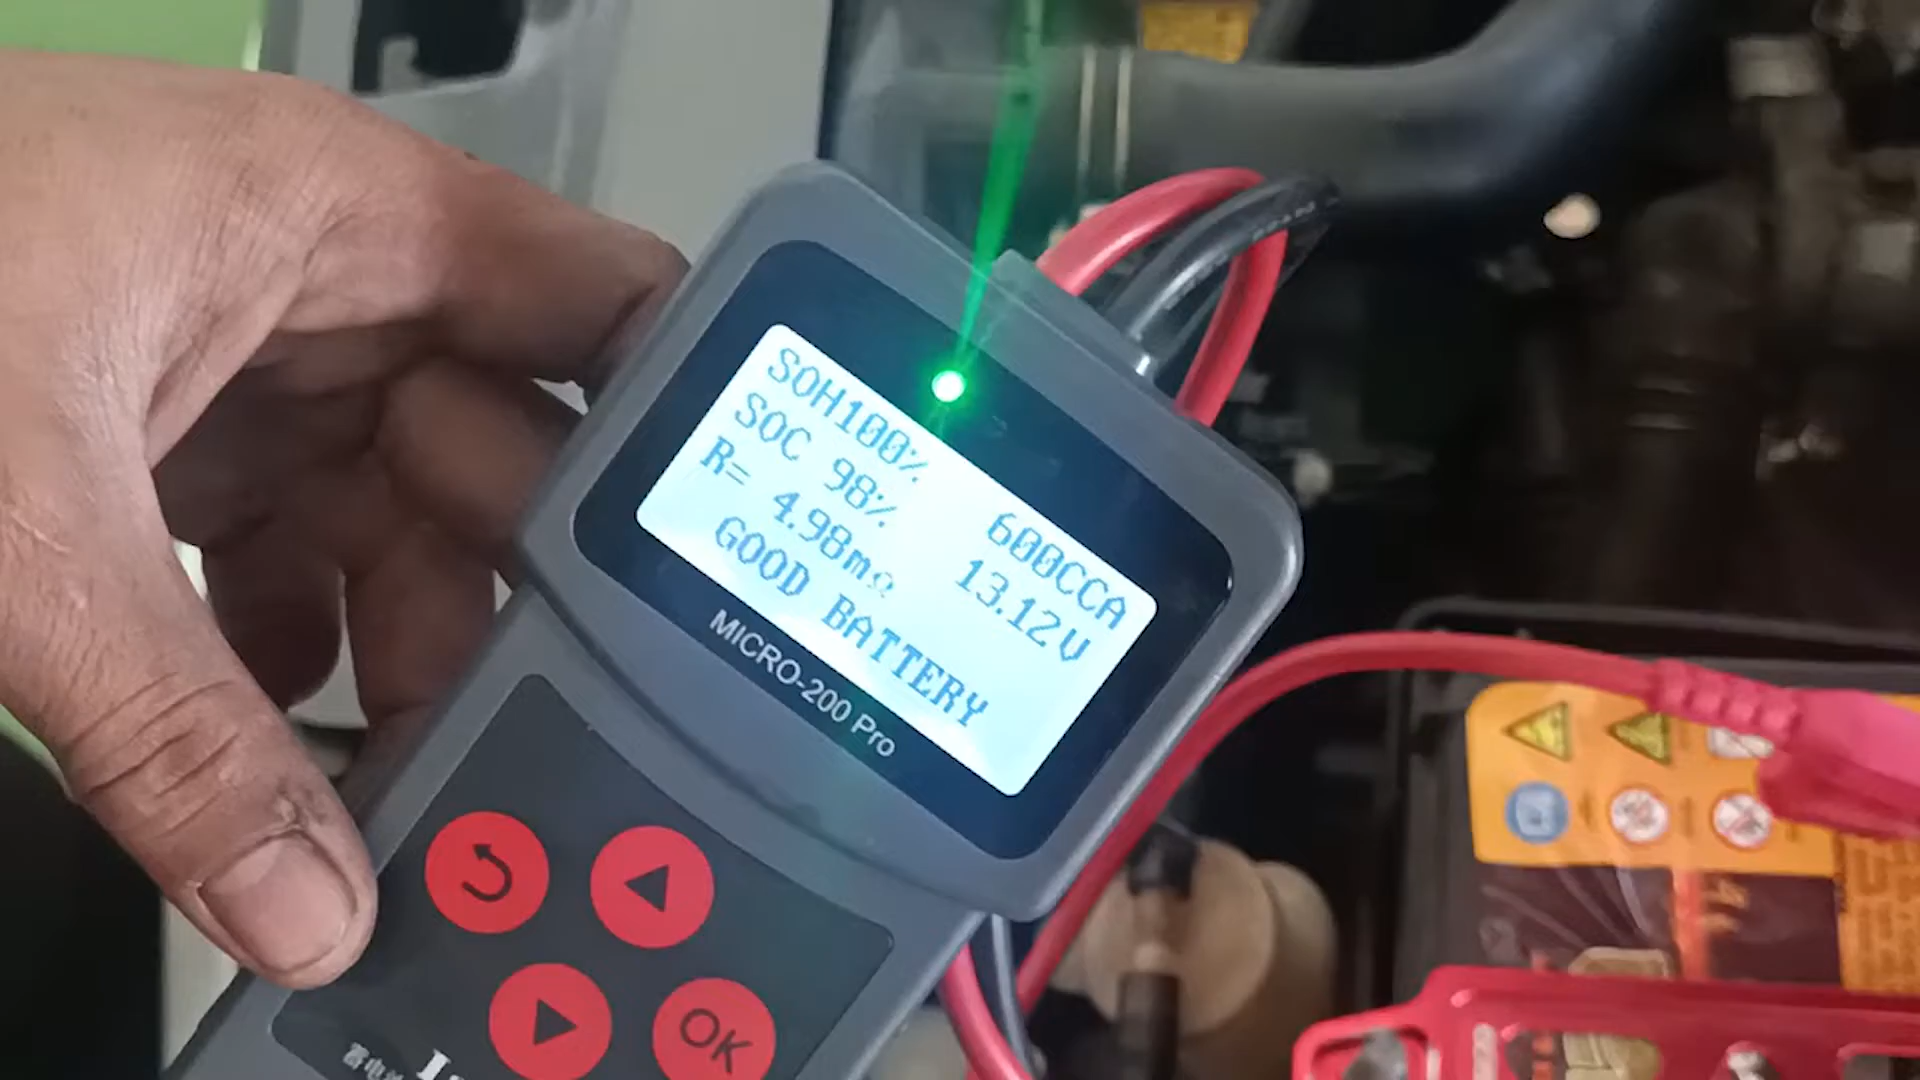 SOH100% 600CCA
SOC 98% 13.12V
R= 4.98mΩ
GOOD BATTERY
MICRO-200 Pro
OK